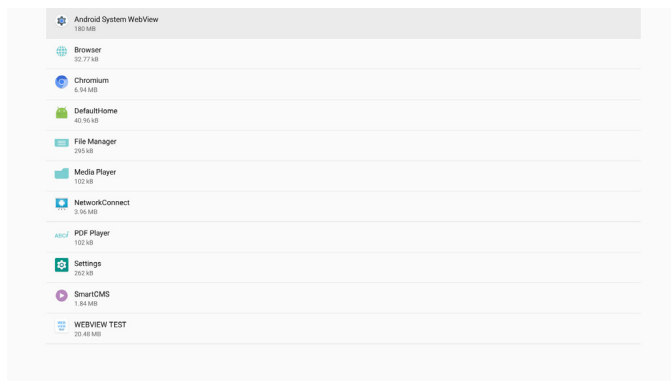 Android System WebView
180 MB
Browser
32.77 kB
Chromium
6.94 MB
DefaultHome
40.96 kB
File Manager
295 kB
Media Player
102 kB
NetworkConnect
3.96 MB
PDF Player
102 kB
Settings
262 kB
SmartCMS
1.84 MB
WEBVIEW TEST
20.48 MB